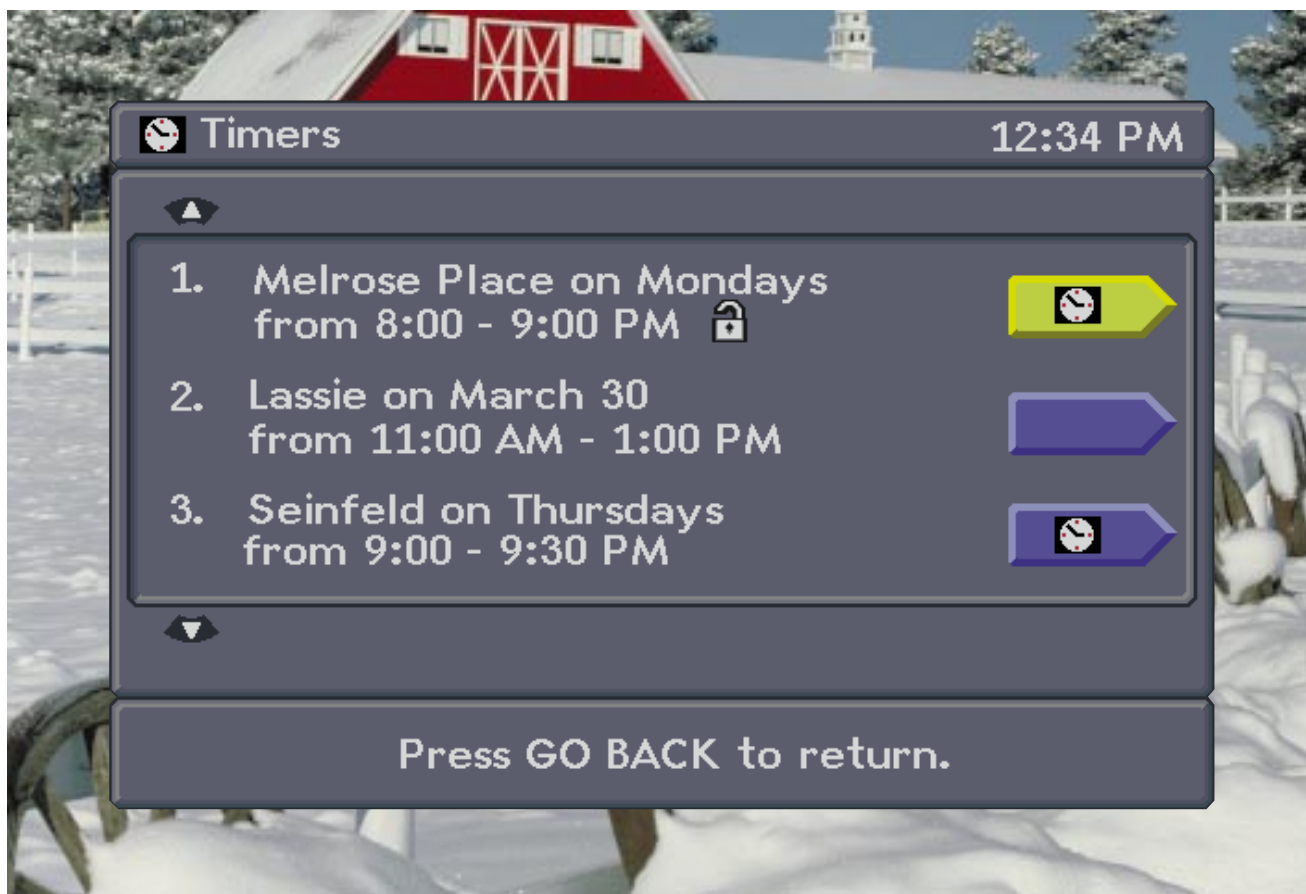 Timers
12:34 PM
1. Melrose Place on Mondays
from 8:00 - 9:00 PM
2. Lassie on March 30
from 11:00 AM - 1:00 PM
3. Seinfeld on Thursdays
from 9:00 - 9:30 PM
Press GO BACK to return.